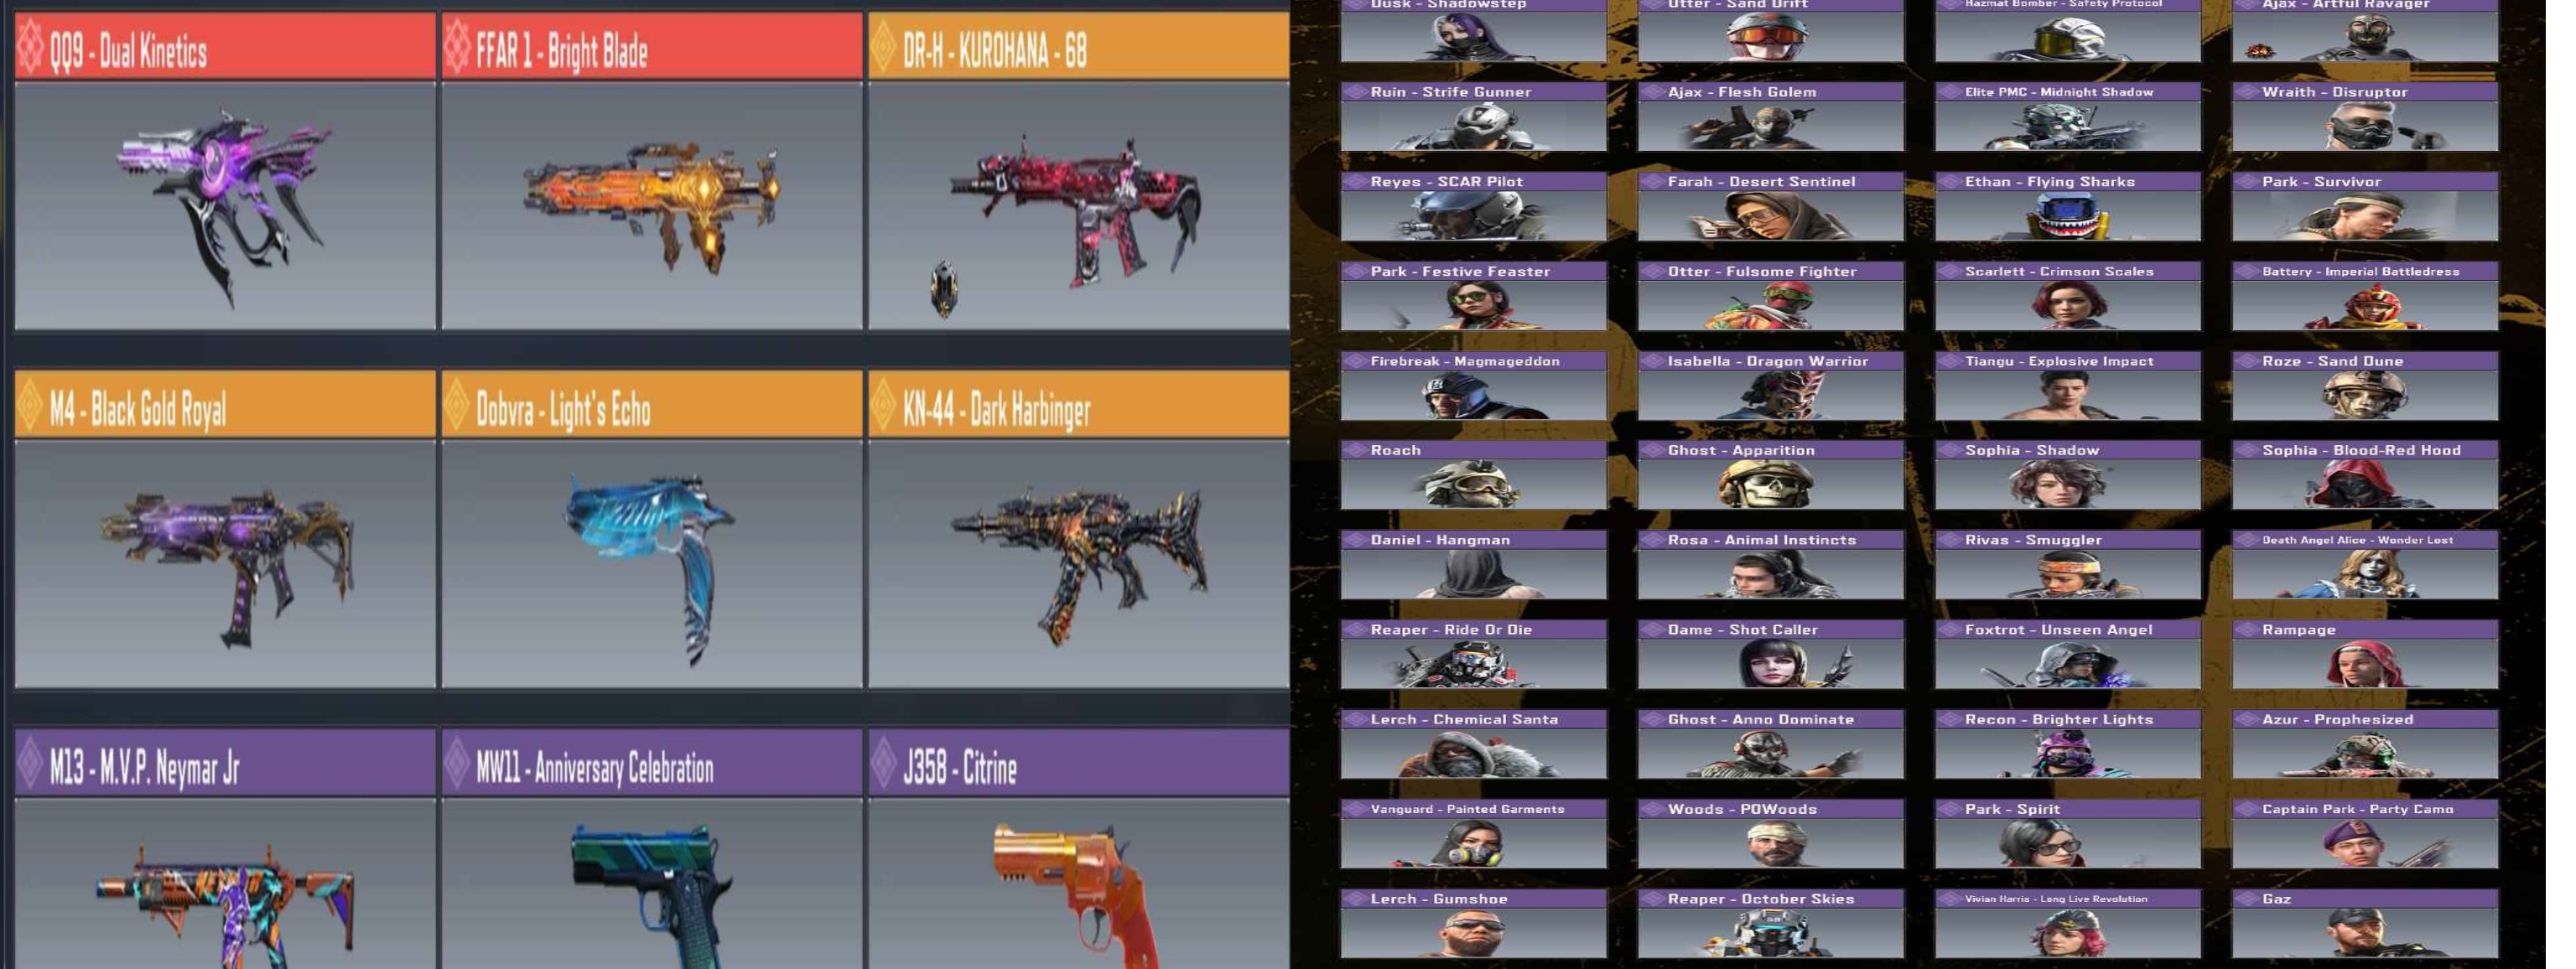 QQ9 - Dual Kinetics
FFAR 1 - Bright Blade
DR-H - KUROHANA - 68
M4 - Black Gold Royal
Dobvra - Light's Echo
KN-44 - Dark Harbinger
M13 - M.V.P. Neymar Jr
MW11 - Anniversary Celebration
J358 - Citrine
Dusk - Shadowstep
Otter - Sand Drift
Hazmat Bomber - Safety Protocol
Ajax - Artful Ravager
Ruin - Strife Gunner
Ajax - Flesh Golem
Elite PMC - Midnight Shadow
Wraith - Disruptor
Reyes - SCAR Pilot
Farah - Desert Sentinel
Ethan - Flying Sharks
Park - Survivor
Park - Festive Feaster
Otter - Fulsome Fighter
Scarlett - Crimson Scales
Battery - Imperial Battledress
Firebreak - Magmageddon
Isabella - Dragon Warrior
Tiangu - Explosive Impact
Roze - Sand Dune
Roach
Ghost - Apparition
Sophia - Shadow
Sophia - Blood-Red Hood
Daniel - Hangman
Rosa - Animal Instincts
Rivas - Smuggler
Death Angel Alice - Wonder Lost
Reaper - Ride Or Die
Dame - Shot Caller
Foxtrot - Unseen Angel
Rampage
Lerch - Chemical Santa
Ghost - Anno Dominate
Recon - Brighter Lights
Azur - Prophesized
Vanguard - Painted Garments
Woods - POWoods
Park - Spirit
Captain Park - Party Camo
Lerch - Gumshoe
Reaper - October Skies
Vivian Harris - Long Live Revolution
Gaz